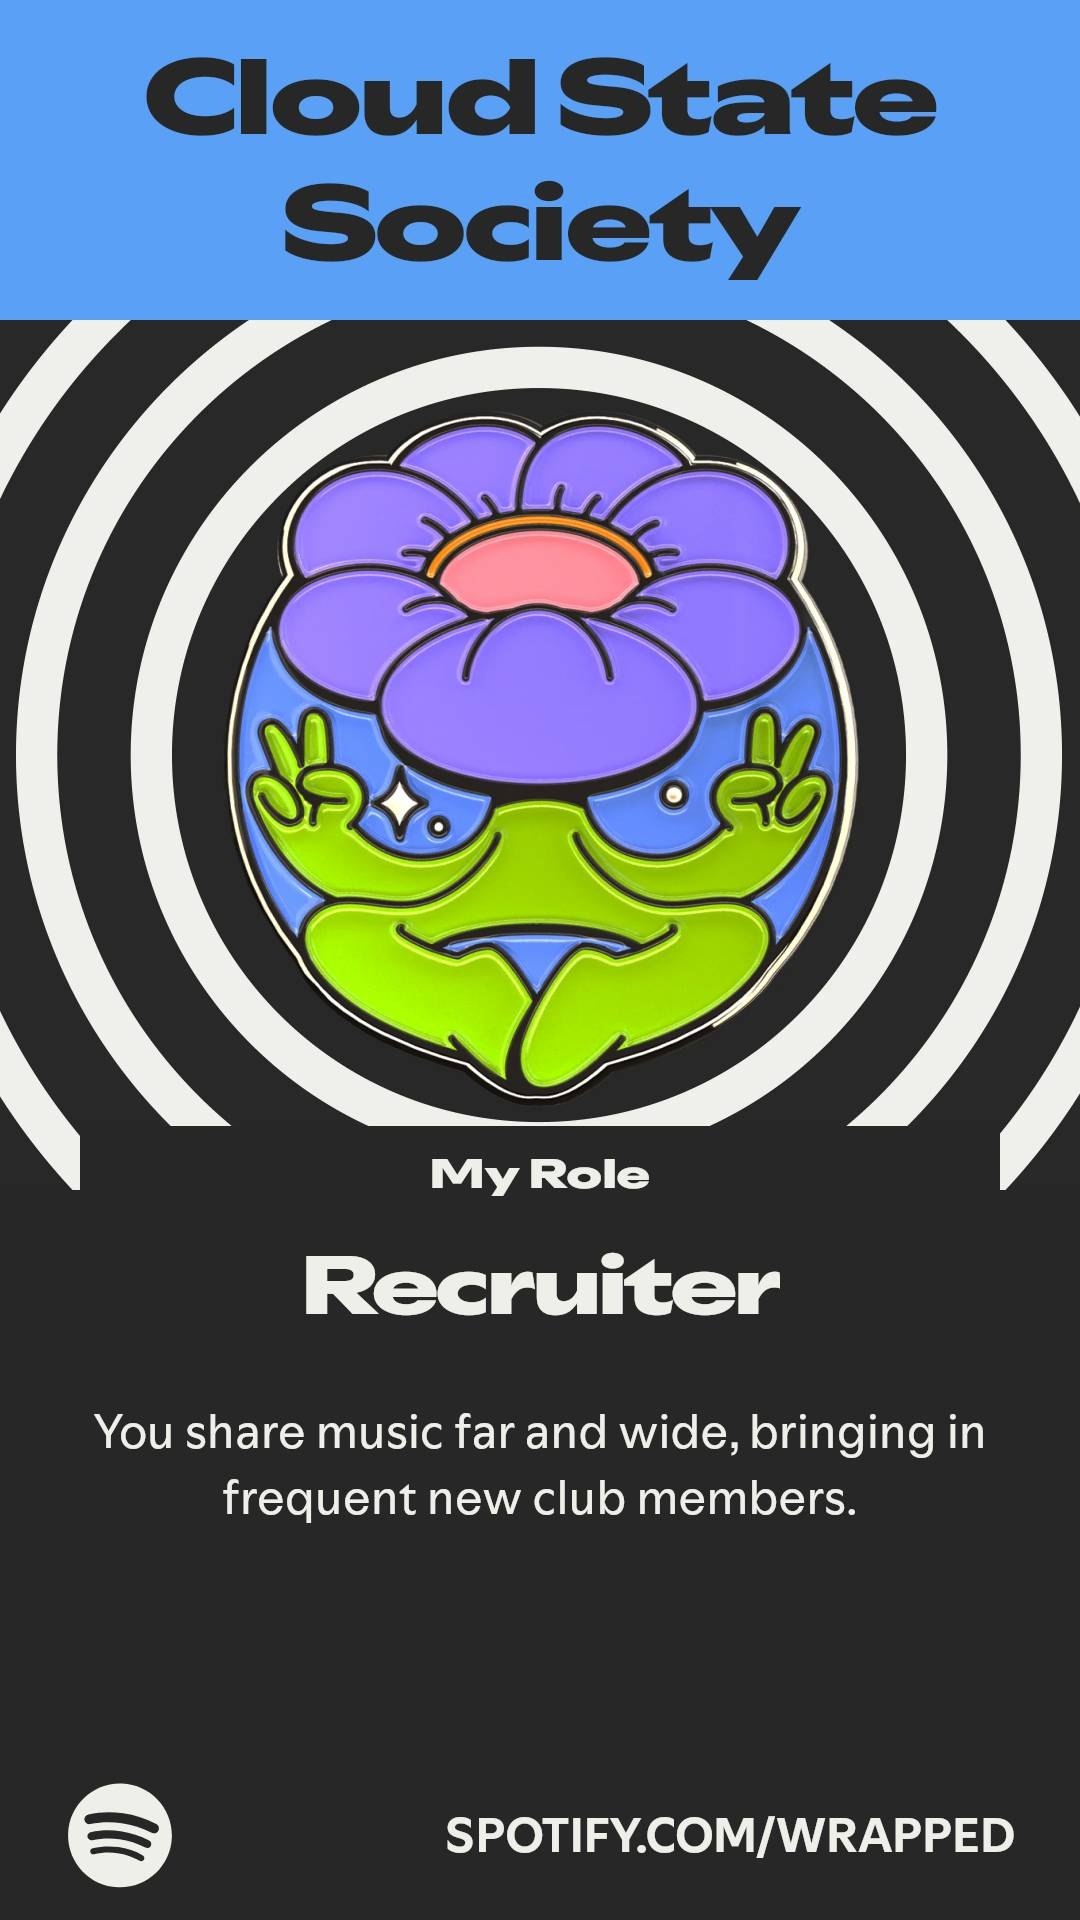 Cloud State
Society
My Role
Recruiter
You share music far and wide, bringing in
frequent new club members.
SPOTIFY.COM/WRAPPED